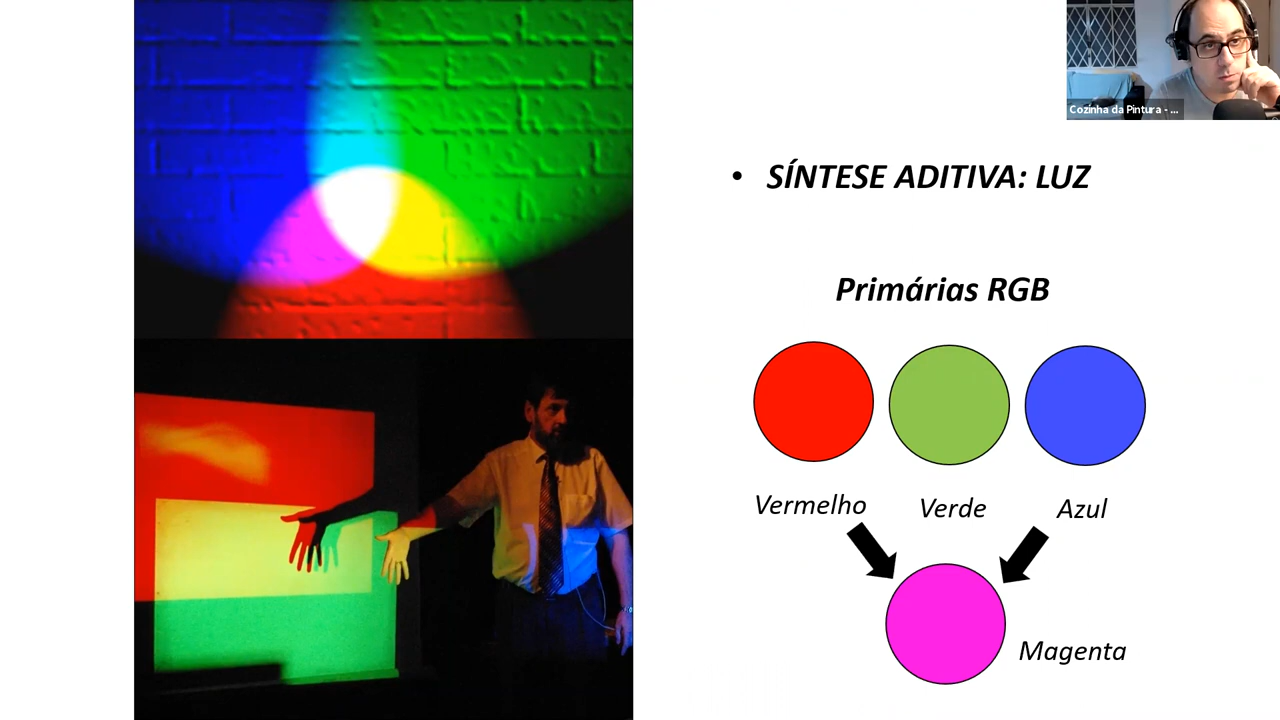 Cozinha da Pintura - ...
• SÍNTESE ADITIVA: LUZ
Primárias RGB
Vermelho
Verde
Azul
Magenta